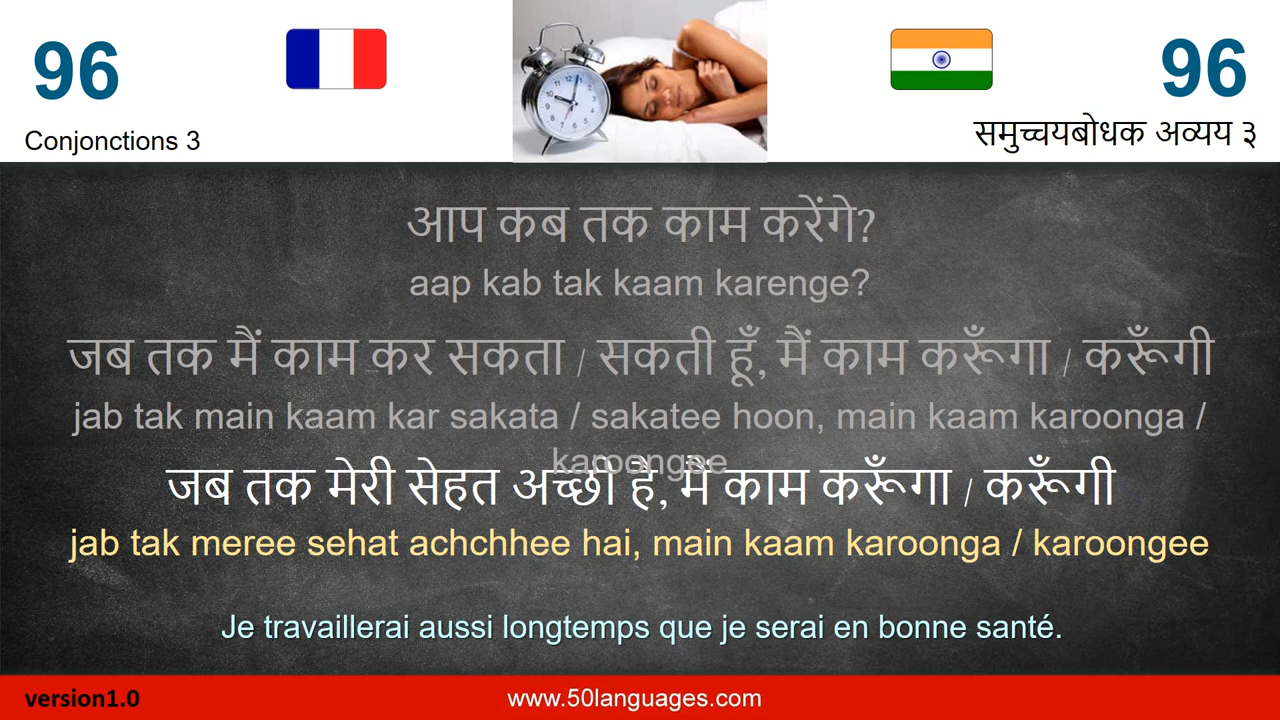 96
96
Conjonctions 3
समुच्चयबोधक अव्यय ३
आप कब तक काम करेंगे?
aap kab tak kaam karenge?
जब तक मैं काम कर सकता / सकती हूँ, मैं काम करूँगा / करूँगी
jab tak main kaam kar sakata / sakatee hoon, main kaam karoonga /
karoongee
जब तक मेरी सेहत अच्छी है, मैं काम करूँगा / करूँगी
jab tak meree sehat achchhee hai, main kaam karoonga / karoongee
Je travaillerai aussi longtemps que je serai en bonne santé.
version1.0
www.50languages.com